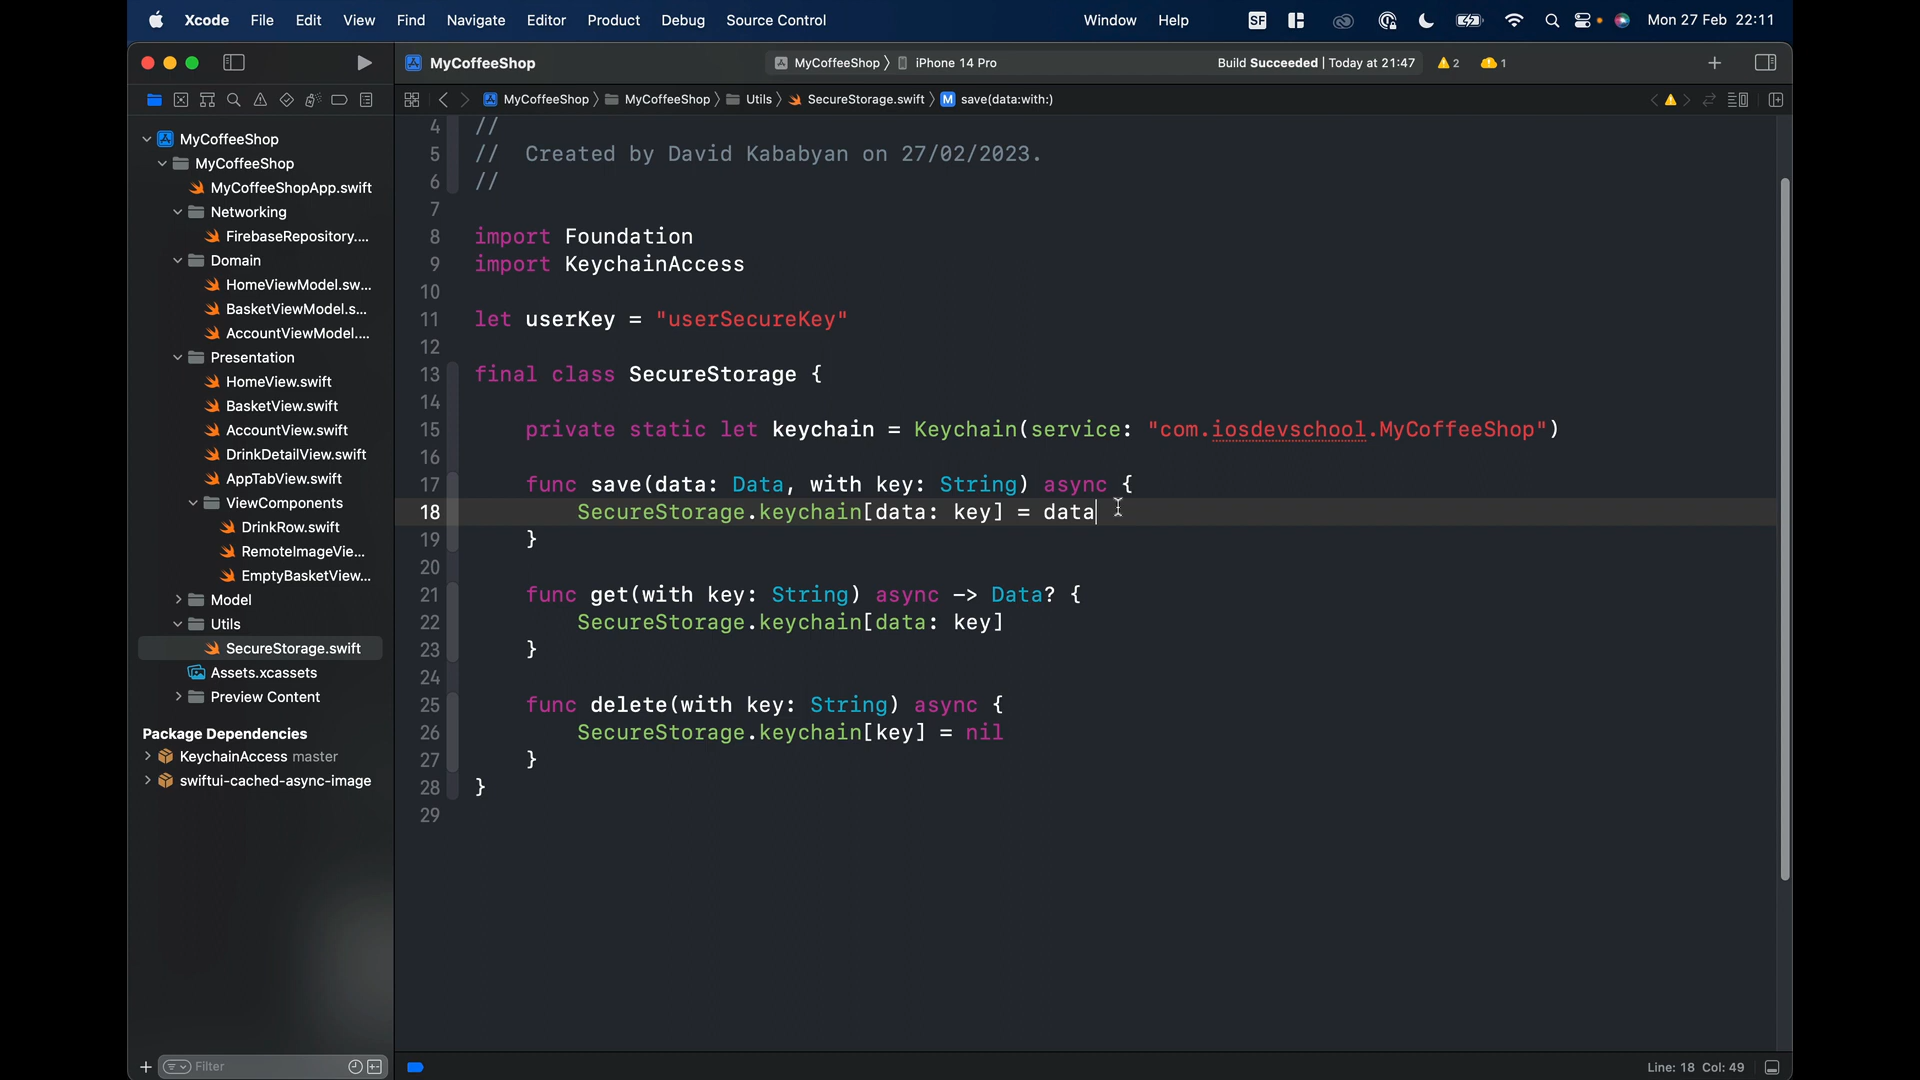 Xcode File Edit View Find Navigate Editor Product Debug Source Control Window Help SF Mon 27 Feb 22:11
MyCoffeeShop MyCoffeeShop iPhone 14 Pro Build Succeeded | Today at 21:47 2 1
MyCoffeeShop MyCoffeeShop Utils SecureStorage.swift M save(data:with:)
MyCoffeeShop
MyCoffeeShop
MyCoffeeShopApp.swift
Networking
FirebaseRepository....
Domain
HomeViewModel.sw...
BasketViewModel.s...
AccountViewModel....
Presentation
HomeView.swift
BasketView.swift
AccountView.swift
DrinkDetailView.swift
AppTabView.swift
ViewComponents
DrinkRow.swift
RemoteImageVie...
EmptyBasketView...
Model
Utils
SecureStorage.swift
Assets.xcassets
Preview Content
Package Dependencies
KeychainAccess master
swiftui-cached-async-image
Filter
4 //
5 // Created by David Kababyan on 27/02/2023.
6 //
7
8 import Foundation
9 import KeychainAccess
10
11 let userKey = "userSecureKey"
12
13 final class SecureStorage {
14
15 private static let keychain = Keychain(service: "com.iosdevschool.MyCoffeeShop")
16
17 func save(data: Data, with key: String) async {
18 SecureStorage.keychain[data: key] = data
19 }
20
21 func get(with key: String) async -> Data? {
22 SecureStorage.keychain[data: key]
23 }
24
25 func delete(with key: String) async {
26 SecureStorage.keychain[key] = nil
27 }
28 }
29
Line: 18 Col: 49